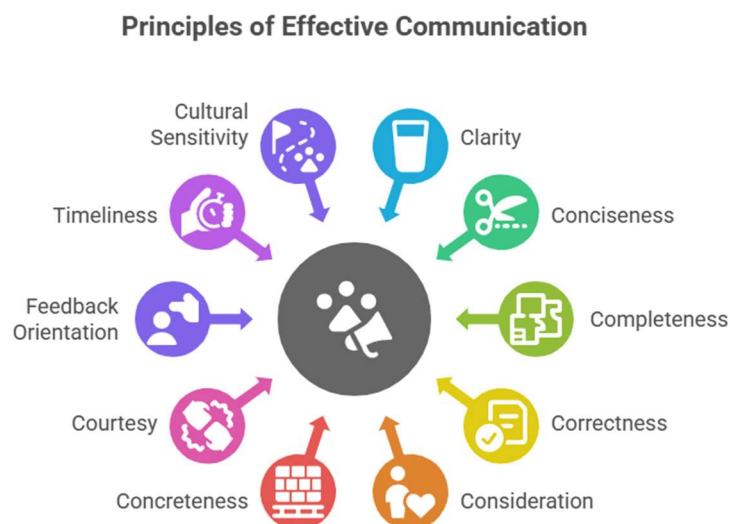 Principles of Effective Communication
Cultural
Sensitivity
Clarity
Timeliness
Conciseness
Feedback
Orientation
Completeness
Courtesy
Correctness
Concreteness
Consideration